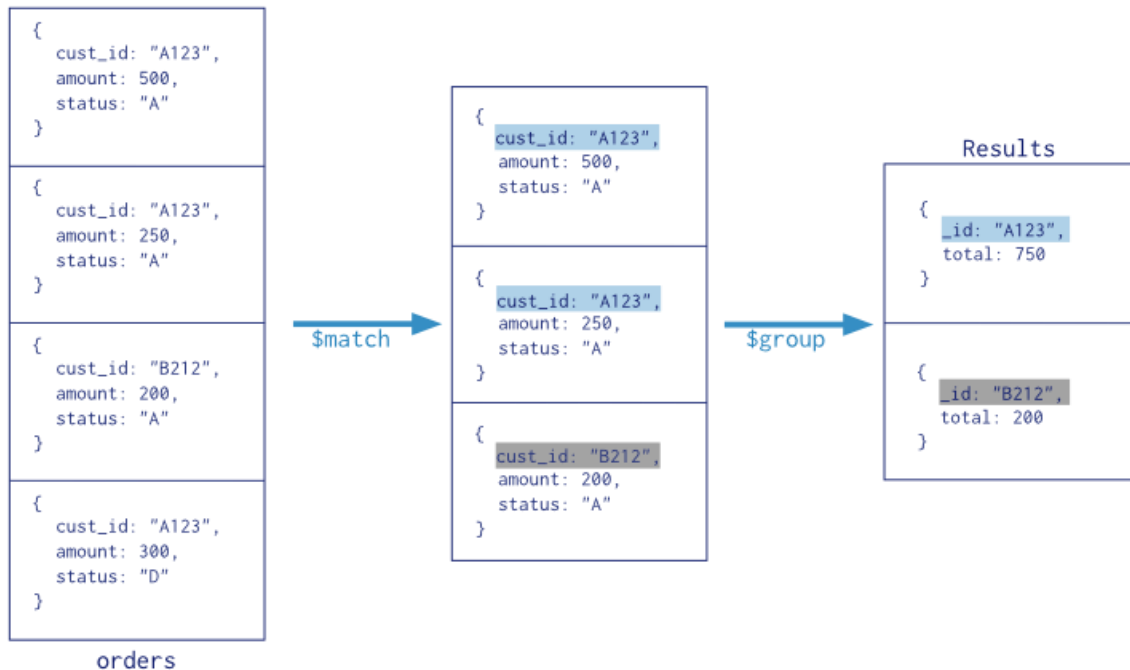 {
cust_id: "A123",
amount: 500,
status: "A"
}
{
cust_id: "A123",
amount: 250,
status: "A"
}
{
cust_id: "B212",
amount: 200,
status: "A"
}
{
cust_id: "A123",
amount: 300,
status: "D"
}
orders
$match
{
cust_id: "A123",
amount: 500,
status: "A"
}
{
cust_id: "A123",
amount: 250,
status: "A"
}
{
cust_id: "B212",
amount: 200,
status: "A"
}
$group
Results
{
_id: "A123",
total: 750
}
{
_id: "B212",
total: 200
}